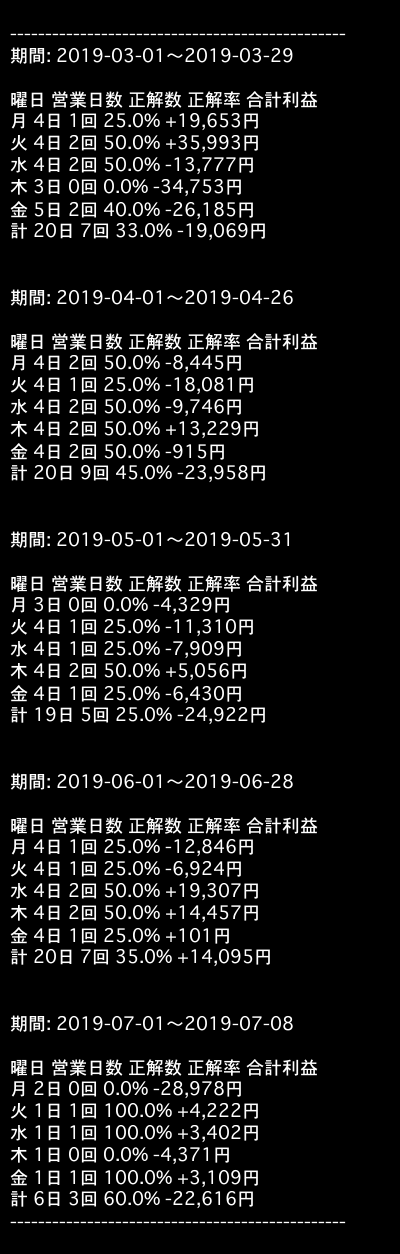 ------------------------------------------------
期間: 2019-03-01〜2019-03-29
曜日 営業日数 正解数 正解率 合計利益
月 4日 1回 25.0% +19,653円
火 4日 2回 50.0% +35,993円
水 4日 2回 50.0% -13,777円
木 3日 0回 0.0% -34,753円
金 5日 2回 40.0% -26,185円
計 20日 7回 33.0% -19,069円
期間: 2019-04-01〜2019-04-26
曜日 営業日数 正解数 正解率 合計利益
月 4日 2回 50.0% -8,445円
火 4日 1回 25.0% -18,081円
水 4日 2回 50.0% -9,746円
木 4日 2回 50.0% +13,229円
金 4日 2回 50.0% -915円
計 20日 9回 45.0% -23,958円
期間: 2019-05-01〜2019-05-31
曜日 営業日数 正解数 正解率 合計利益
月 3日 0回 0.0% -4,329円
火 4日 1回 25.0% -11,310円
水 4日 1回 25.0% -7,909円
木 4日 2回 50.0% +5,056円
金 4日 1回 25.0% -6,430円
計 19日 5回 25.0% -24,922円
期間: 2019-06-01〜2019-06-28
曜日 営業日数 正解数 正解率 合計利益
月 4日 1回 25.0% -12,846円
火 4日 1回 25.0% -6,924円
水 4日 2回 50.0% +19,307円
木 4日 2回 50.0% +14,457円
金 4日 1回 25.0% +101円
計 20日 7回 35.0% +14,095円
期間: 2019-07-01〜2019-07-08
曜日 営業日数 正解数 正解率 合計利益
月 2日 0回 0.0% -28,978円
火 1日 1回 100.0% +4,222円
水 1日 1回 100.0% +3,402円
木 1日 0回 0.0% -4,371円
金 1日 1回 100.0% +3,109円
計 6日 3回 60.0% -22,616円
------------------------------------------------